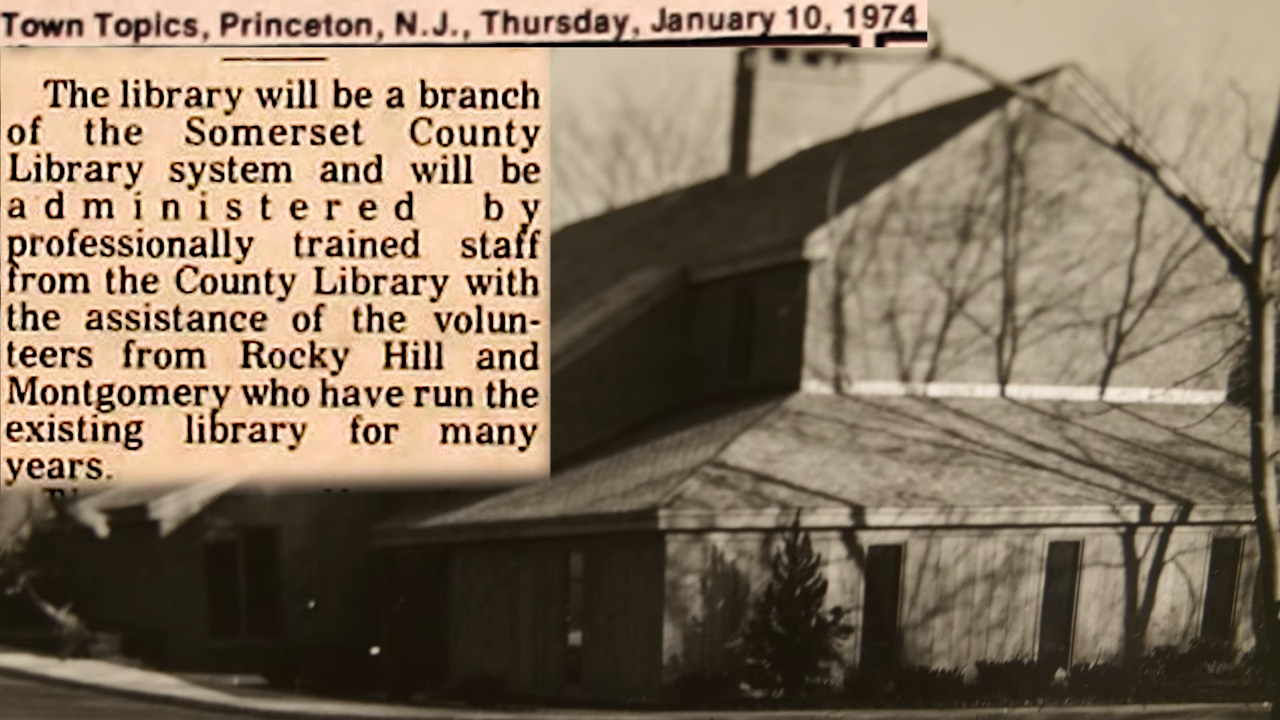 Town Topics, Princeton, N.J., Thursday, January 10, 1974
The library will be a branch
of the Somerset County
Library system and will be
administered by
professionally trained staff
from the County Library with
the assistance of the volun-
teers from Rocky Hill and
Montgomery who have run the
existing library for many
years.